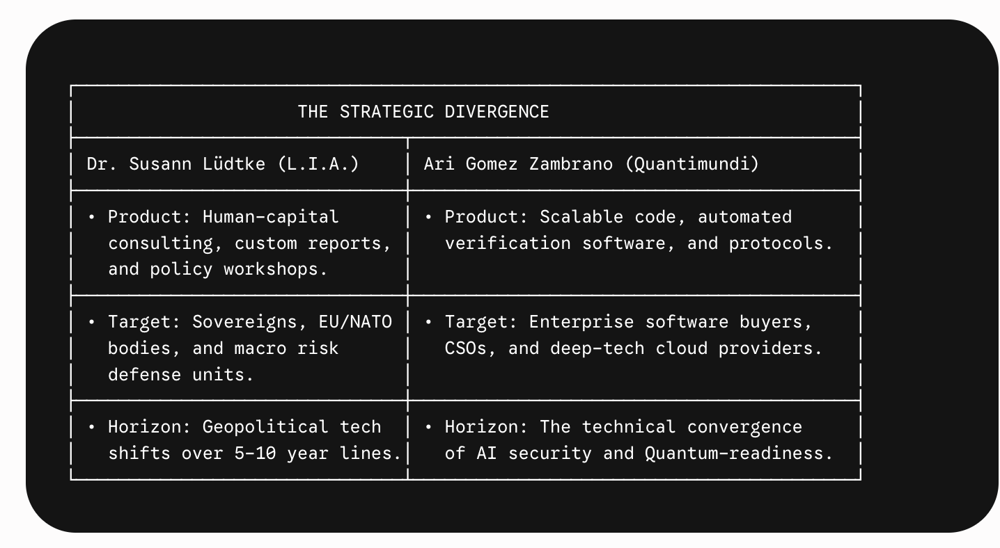 THE STRATEGIC DIVERGENCE
Dr. Susann Lüdtke (L.I.A.)
Ari Gomez Zambrano (Quantimundi)
• Product: Human-capital
consulting, custom reports,
and policy workshops.
• Product: Scalable code, automated
verification software, and protocols.
• Target: Sovereigns, EU/NATO
bodies, and macro risk
defense units.
• Target: Enterprise software buyers,
CSOs, and deep-tech cloud providers.
• Horizon: Geopolitical tech
shifts over 5-10 year lines.
• Horizon: The technical convergence
of AI security and Quantum-readiness.